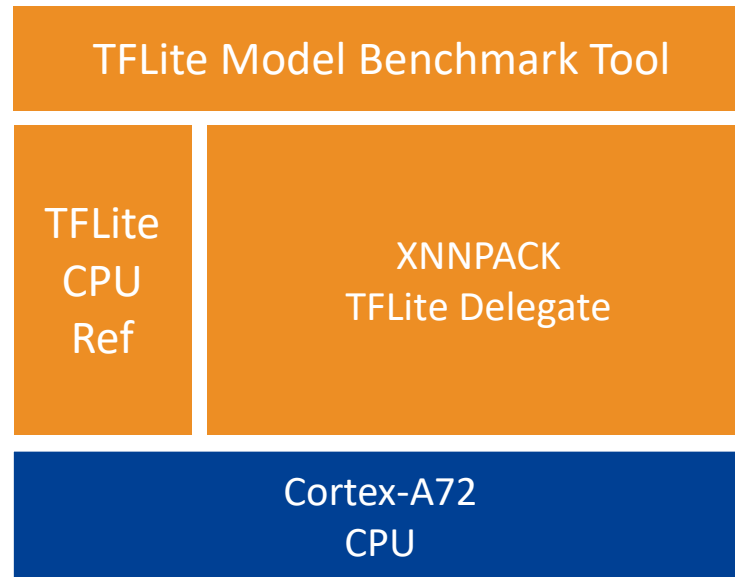 TFLite Model Benchmark Tool
TFLite
CPU
Ref
XNNPACK
TFLite Delegate
Cortex-A72
CPU